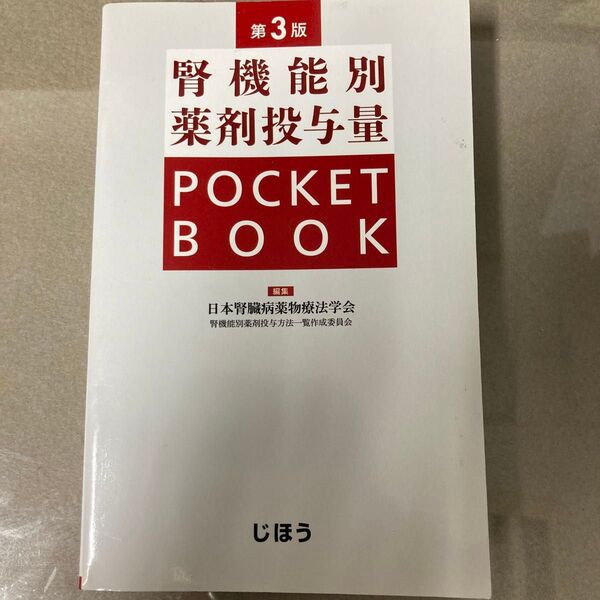 第3版
腎機能別
薬剤投与量
POCKET
BOOK
編集
日本腎臓病薬物療法学会
腎機能別薬剤投与方法一覧作成委員会
じほう